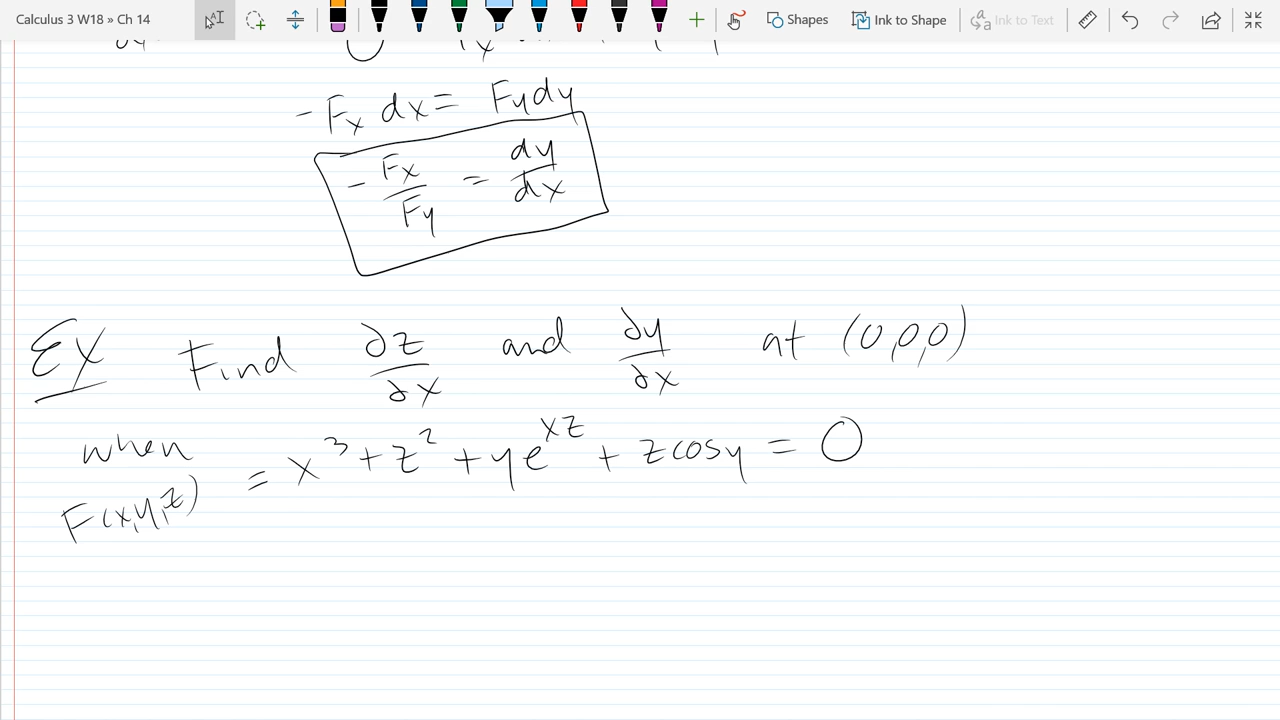 Calculus 3 W18 » Ch 14
Shapes
Ink to Shape
Ink to Text
-Fx dx = Fy dy
-Fx/Fy = dy/dx
EX Find ∂z/∂x and ∂y/∂x at (0,0,0)
when
F(x,y,z) = x³ + z² + ye^xz + z cos y = 0